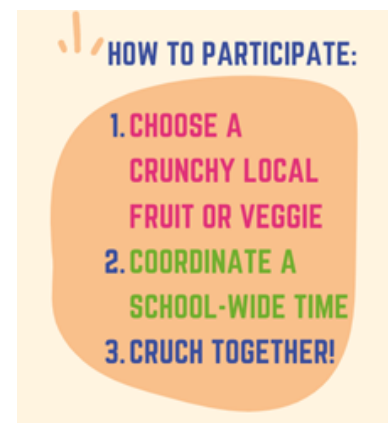 HOW TO PARTICIPATE:
1. CHOOSE A
CRUNCHY LOCAL
FRUIT OR VEGGIE
2. COORDINATE A
SCHOOL-WIDE TIME
3. CRUCH TOGETHER!